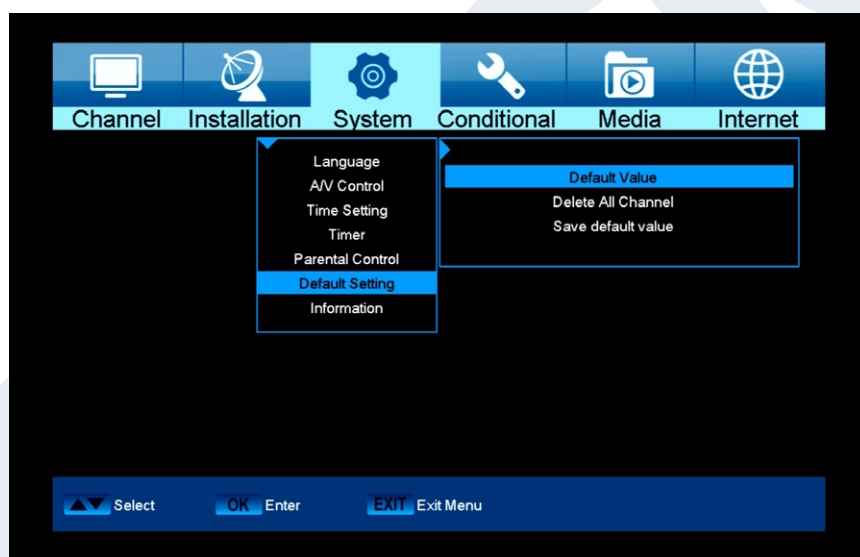 Channel Installation System Conditional Media Internet
Language
A/V Control
Time Setting
Timer
Parental Control
Default Setting
Information
Default Value
Delete All Channel
Save default value
Select OK Enter EXIT Exit Menu